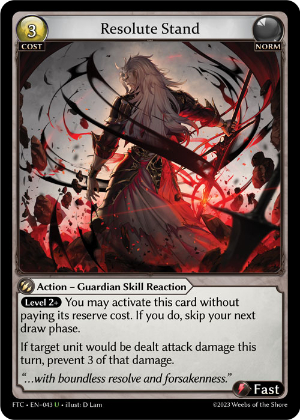 3
COST
Resolute Stand
NORM
Action – Guardian Skill Reaction
Level 2+ You may activate this card without
paying its reserve cost. If you do, skip your next
draw phase.
If target unit would be dealt attack damage this
turn, prevent 3 of that damage.
“...with boundless resolve and forsakenness.”
Fast
FTC • EN–043 U • illust: D Lam
©2023 Weebs of the Shore